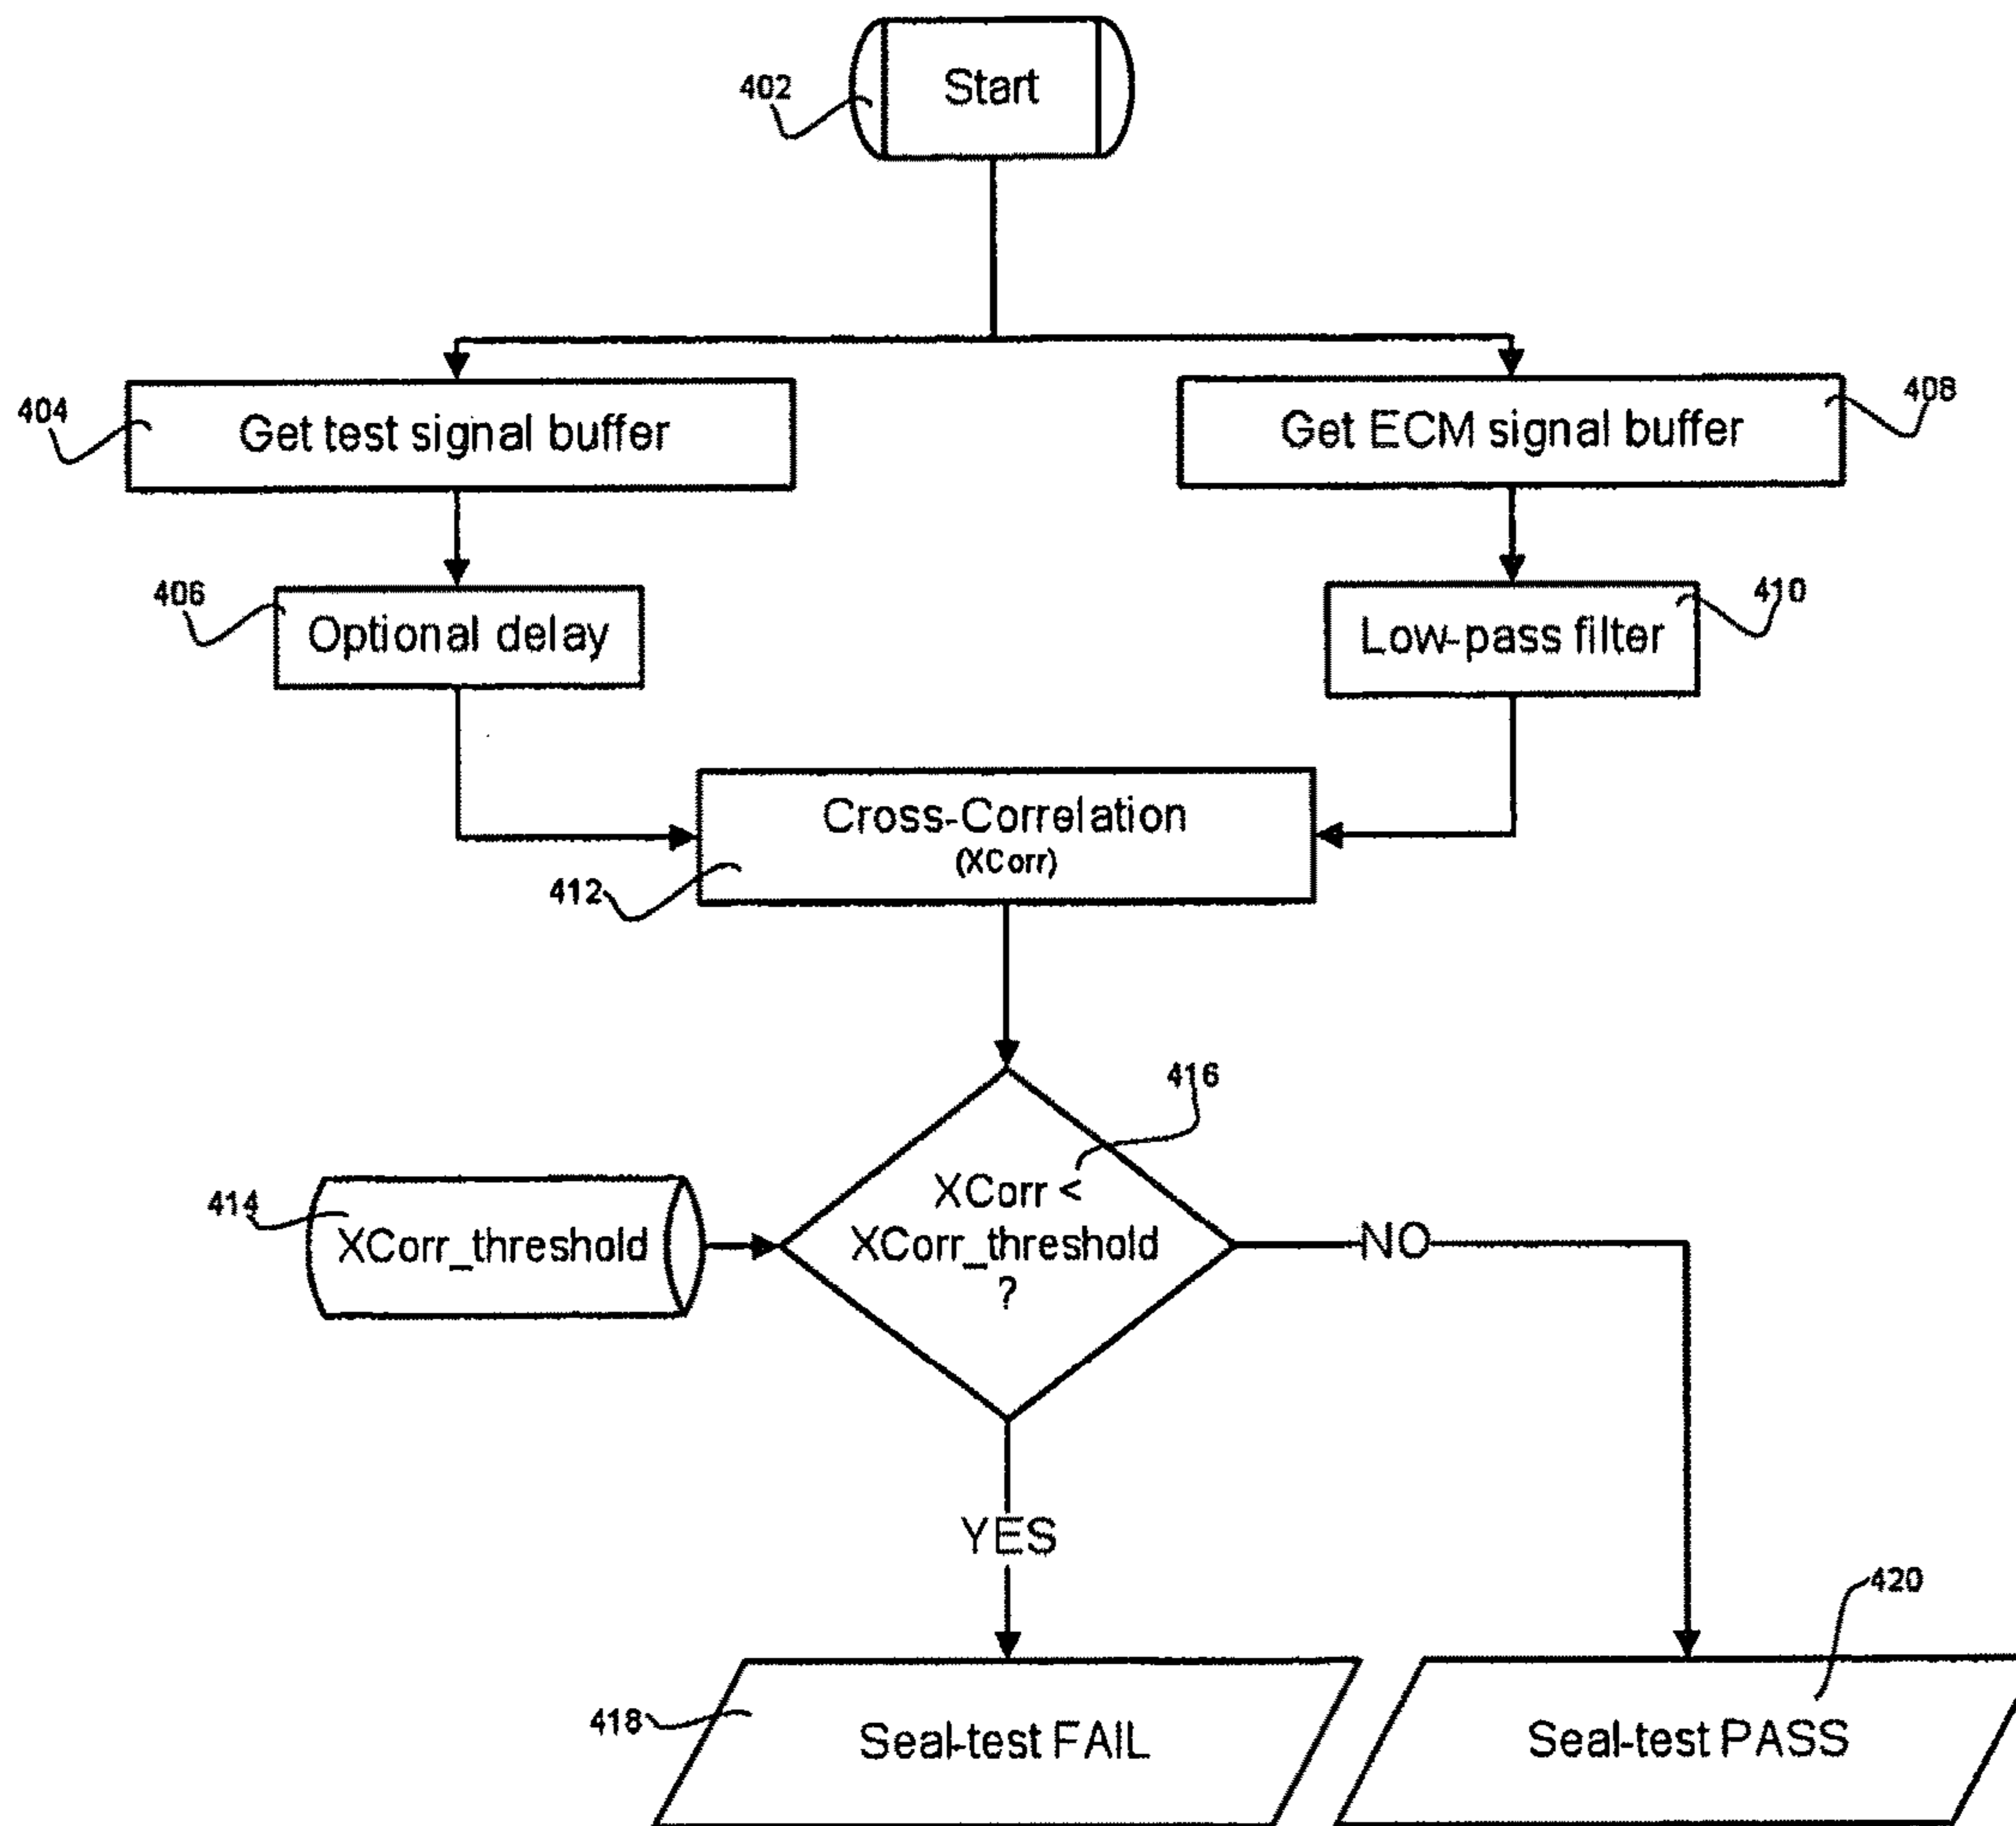 402
Start
404
Get test signal buffer
408
Get ECM signal buffer
406
Optional delay
410
Low-pass filter
412
Cross-Correlation
(XCorr)
414
XCorr_threshold
416
XCorr <
XCorr_threshold
?
NO
YES
418
Seal-test FAIL
420
Seal-test PASS